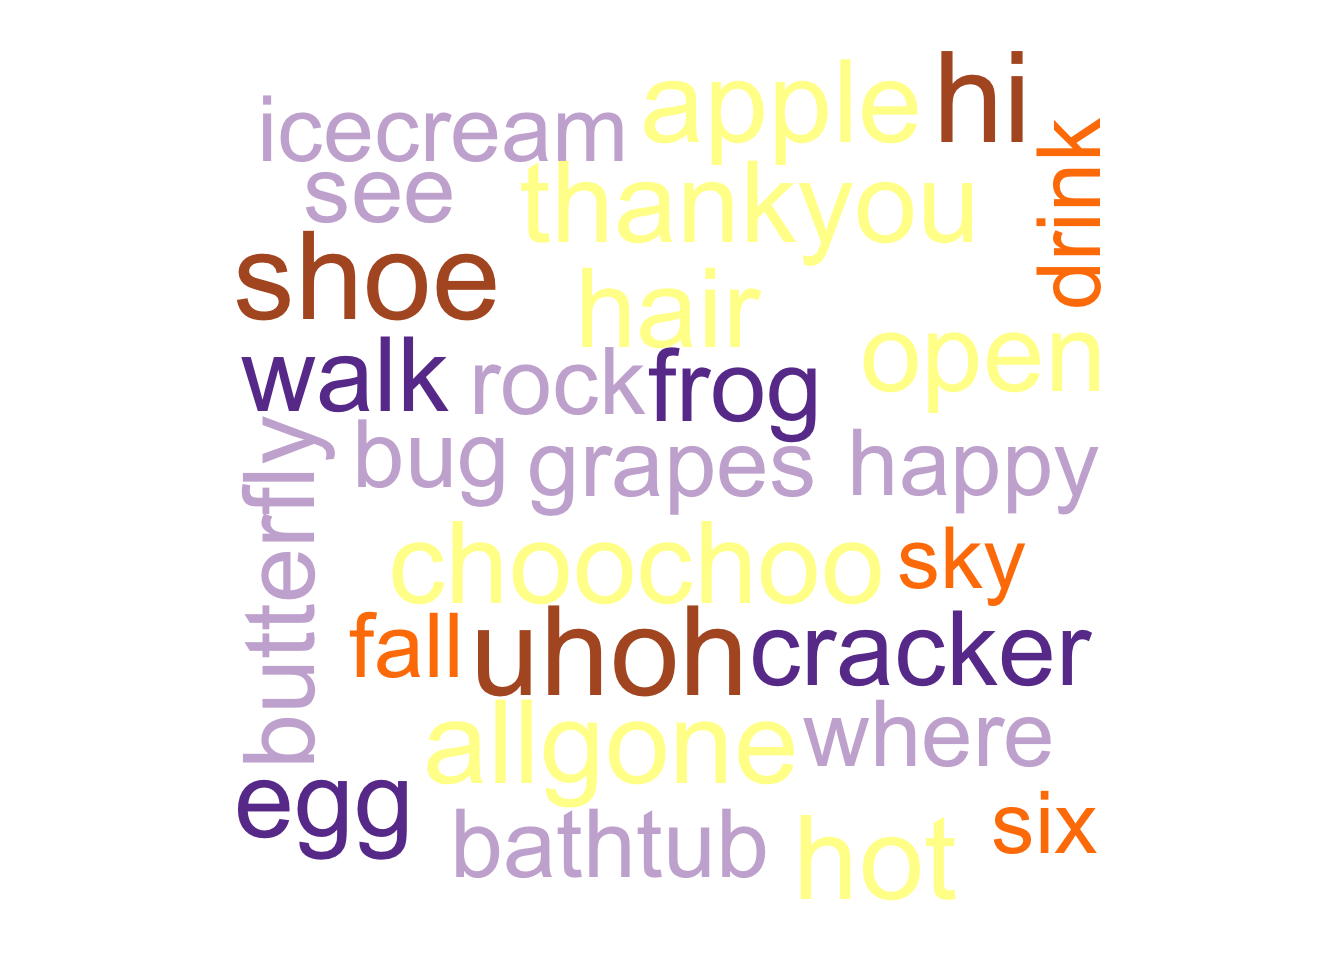 icecream apple hi
drink
see thankyou
shoe hair
open
walk rock frog
butterfly
bug grapes happy
choochoo sky
fall uhoh cracker
allgone where
egg
bathtub hot six